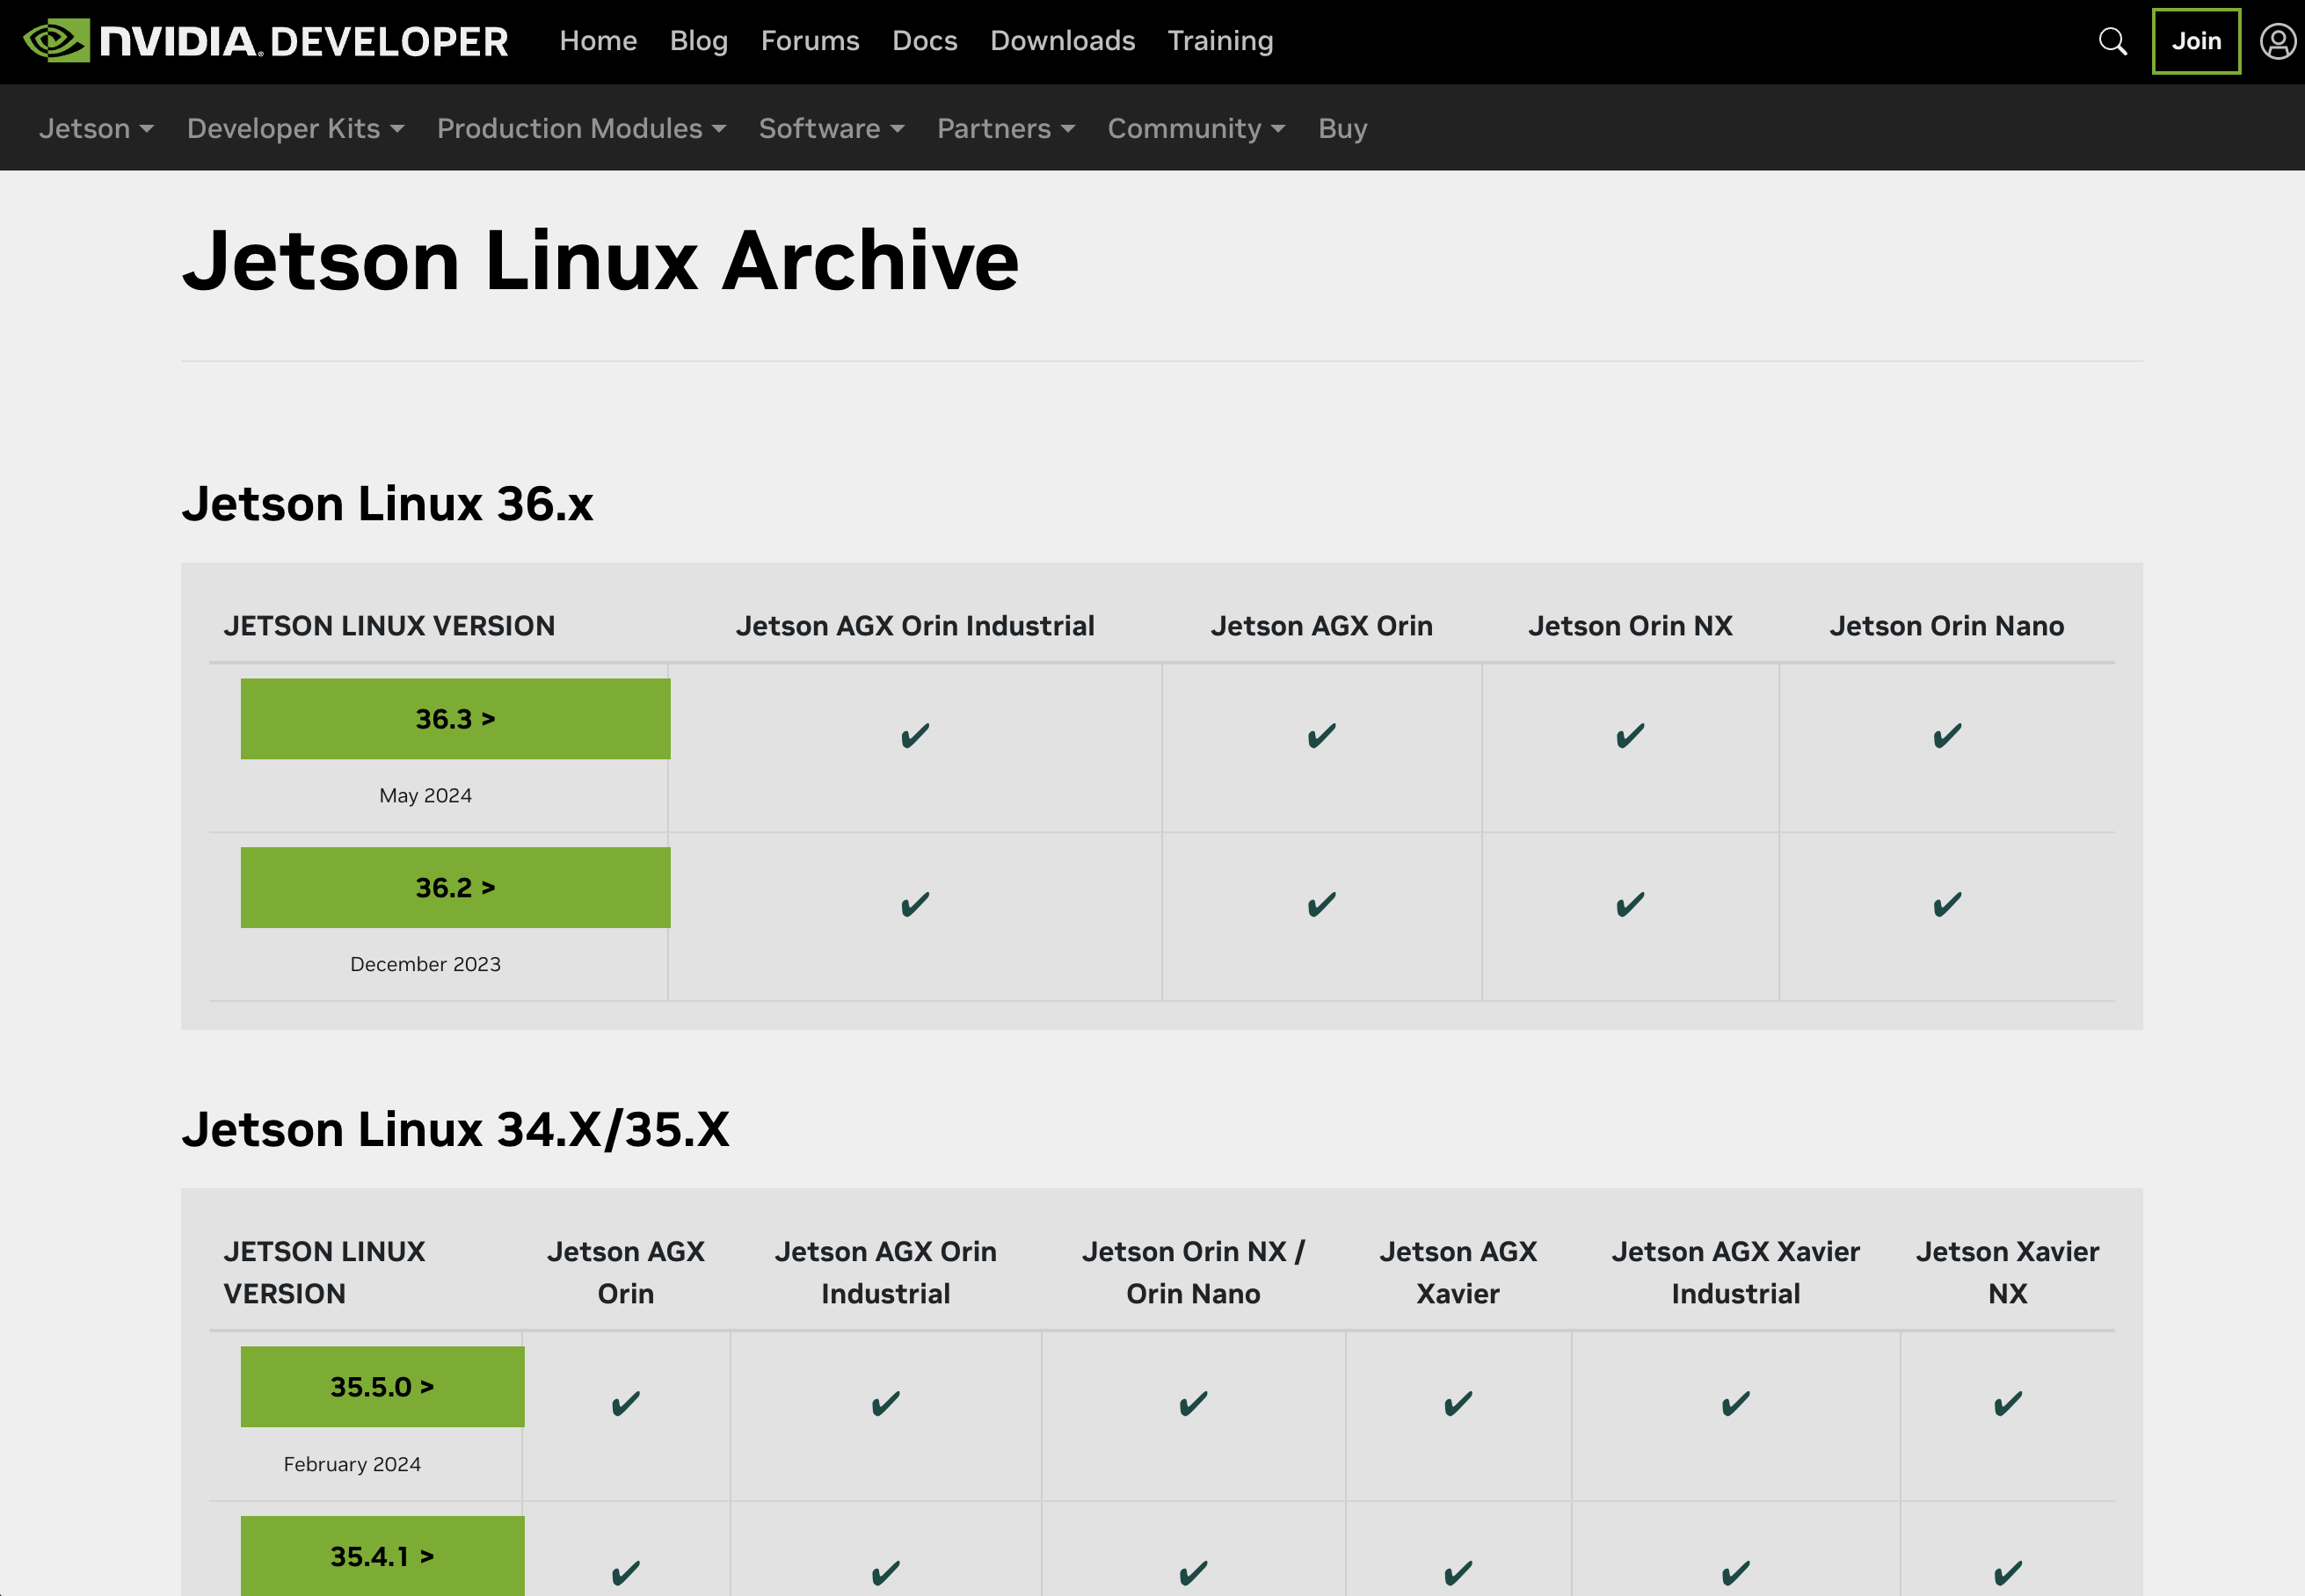 NVIDIA. DEVELOPER Home Blog Forums Docs Downloads Training Join
Jetson Developer Kits Production Modules Software Partners Community Buy
Jetson Linux Archive
Jetson Linux 36.x
JETSON LINUX VERSION Jetson AGX Orin Industrial Jetson AGX Orin Jetson Orin NX Jetson Orin Nano
36.3 > ✔ ✔ ✔ ✔
May 2024
36.2 > ✔ ✔ ✔ ✔
December 2023
Jetson Linux 34.X/35.X
JETSON LINUX VERSION Jetson AGX Orin Jetson AGX Orin Industrial Jetson Orin NX / Orin Nano Jetson AGX Xavier Jetson AGX Xavier Industrial Jetson Xavier NX
35.5.0 > ✔ ✔ ✔ ✔ ✔ ✔
February 2024
35.4.1 > ✔ ✔ ✔ ✔ ✔ ✔